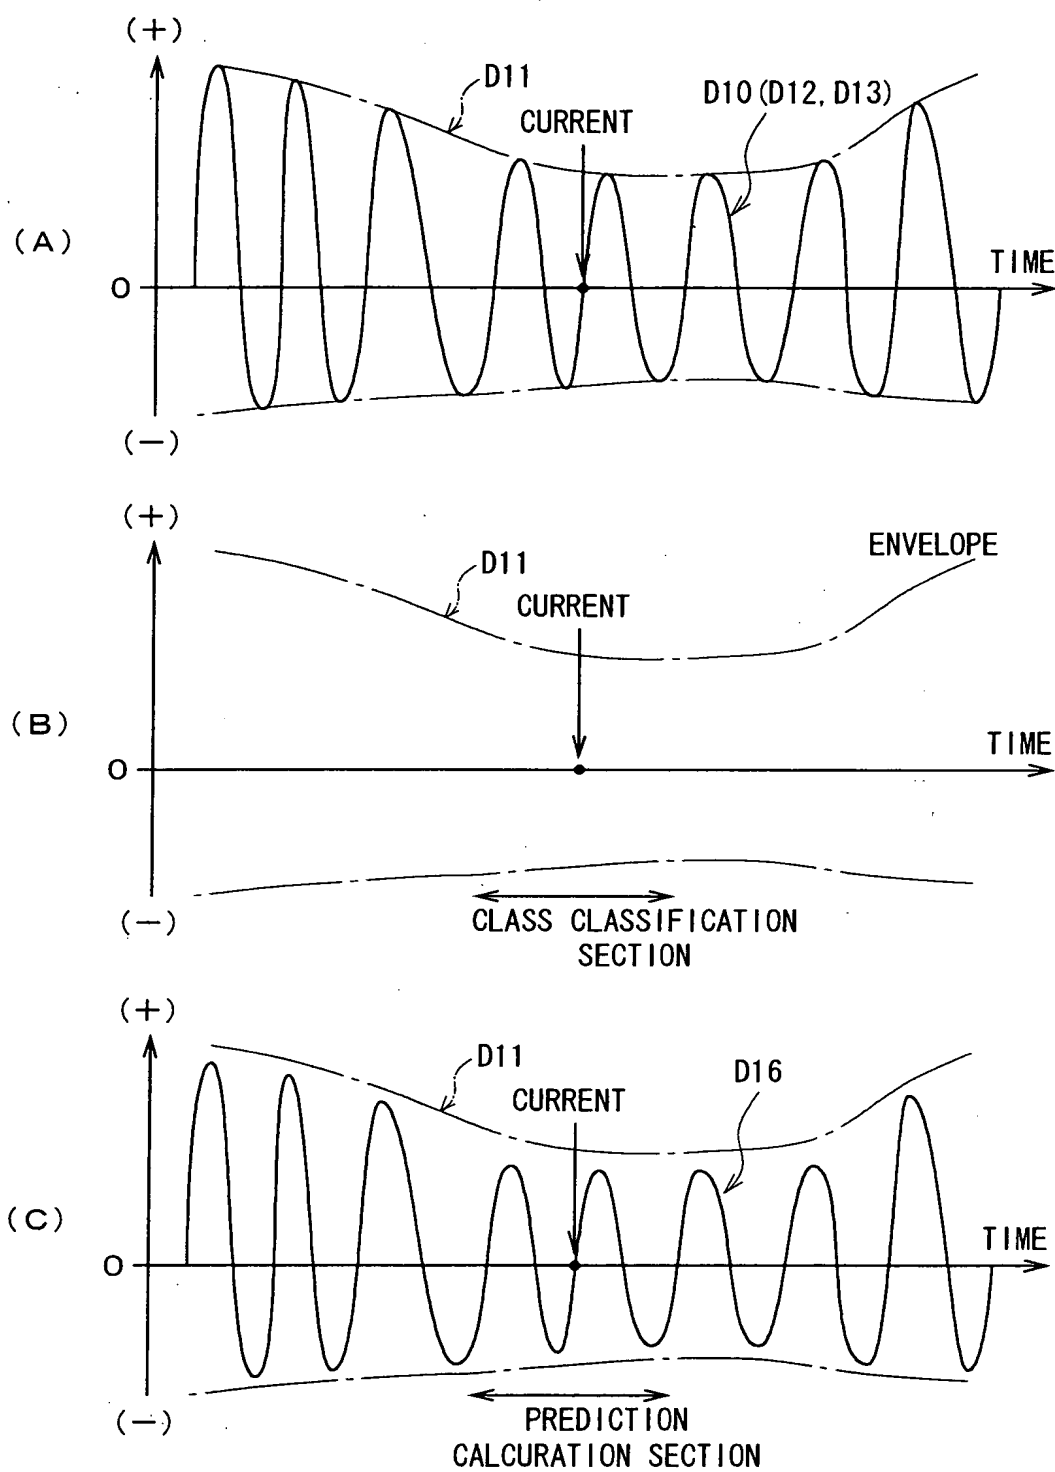 (+)
D11
D10(D12, D13)
CURRENT
(A)
TIME
0
(-)
(+)
ENVELOPE
D11
CURRENT
(B)
TIME
0
(-)
CLASS CLASSIFICATION
SECTION
(+)
D11
D16
CURRENT
(C)
TIME
0
(-)
PREDICTION
CALCURATION SECTION